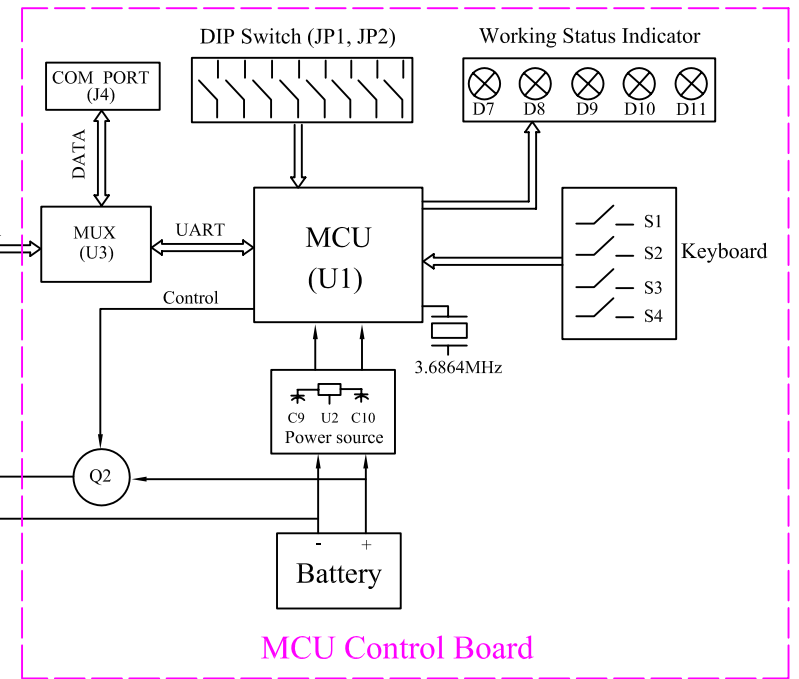 DIP Switch (JP1, JP2)
Working Status Indicator
COM PORT
(J4)
D7
D8
D9
D10
D11
DATA
MUX
(U3)
UART
MCU
(U1)
S1
S2
S3
S4
Keyboard
Control
3.6864MHz
C9
U2
C10
Power source
Q2
-
+
Battery
MCU Control Board